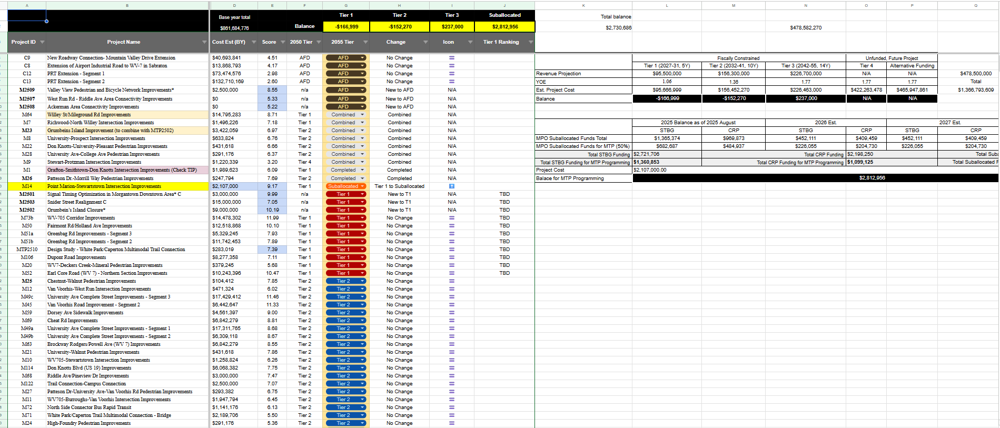 A B D E F G H I J K L M N O P Q
Base year total Tier 1 Tier 2 Tier 3 Suballocated Total balance
$861,684,776 Balance -$166,999 -$152,270 $237,000 $2,812,956 $2,730,686 $478,582,270
Project ID Project Name Cost Est (BY) Score 2050 Tier 2055 Tier Change Icon Tier 1 Ranking
C9 New Roadway Connection- Mountain Valley Drive Extension $40,693,841 4.51 AFD AFD No Change = Fiscally Constrained Unfunded, Future Project
C8 Extension of Airport Industrial Road to WV-7 in Sabraton $13,868,793 4.17 AFD AFD No Change = Tier 1 (2027-31, 5Y) Tier 2 (2032-41, 10Y) Tier 3 (2042-55, 14Y) Tier 4 Alternative Funding
C12 PRT Extension - Segment 1 $73,474,576 2.98 AFD AFD No Change = Revenue Projection $95,500,000 $156,300,000 $226,700,000 N/A N/A $478,500,000
C13 PRT Extension - Segment 2 $132,710,169 2.60 AFD AFD No Change = YOE 1.06 1.36 1.77 1.77 1.77 Total
M2509 Valley View Pedestrian and Bicycle Network Improvements* $2,500,000 8.55 n/a AFD New to AFD N/A Est. Project Cost $95,666,999 $156,452,270 $226,463,000 $422,263,478 $465,947,861 $1,366,793,609
M2507 West Run Rd - Riddle Ave Area Connectivity Improvements $0 5.33 n/a AFD New to AFD N/A Balance -$166,999 -$152,270 $237,000 N/A N/A
M2508 Ackerman Area Connectivity Improvements $0 5.22 n/a AFD New to AFD N/A
M64 Willey St/Mileground Rd Improvements $14,795,283 8.71 Tier 1 Combined Combined N/A
M7 Richwood-North Willey Intersection Improvements $1,496,226 7.18 Tier 1 Combined Combined N/A 2025 Balance as of 2025 August 2026 Est. 2027 Est.
M23 Grumbeins Island Improvement (to combine with MTP2502) $3,422,059 6.97 Tier 2 Combined Combined N/A STBG CRP STBG CRP STBG CRP
M8 University-Prospect Intersection Improvements $633,824 6.76 Tier 2 Combined Combined N/A MPO Suballocated Funds Total $1,365,374 $969,873 $452,111 $409,459 $452,111 $409,459
M22 Don Knotts-University-Pleasant Pedestrian Improvements $431,618 6.66 Tier 2 Combined Combined N/A MPO Suballocated Funds for MTP (50%) $682,687 $484,937 $226,055 $204,730 $226,055 $204,730
M28 University Ave-College Ave Pedestrian Improvements $291,176 6.37 Tier 2 Combined Combined N/A Total STBG Funding $2,721,706 Total CRP Funding $2,198,250 Total Suba
M9 Stewart-Protzman Intersection Improvements $1,220,339 3.20 Tier 4 Combined Combined N/A Total STBG Funding for MTP Programming $1,360,853 Total CRP Funding for MTP Programming $1,099,125 Total Suballocated F
M1 Grafton-Smithtown-Don Knotts Intersection Improvements (Check TIP) $1,989,623 6.09 Tier 1 Completed Completed N/A Project Cost $2,107,000.00
M26 Patteson Dr.-Morrill Way Pedestrian Improvements $247,794 7.69 Tier 2 Completed Completed N/A Balace for MTP Programming $2,812,956
M14 Point Marion-Stewartstown Intersection Improvements $2,107,000 9.17 Tier 1 Suballocated Tier 1 to Suballocated
M2501 Signal Timing Optimization in Morgantown Downtown Area* C $3,000,000 9.99 n/a Tier 1 New to T1 N/A TBD
M2503 Snider Street Realignment C $15,000,000 7.05 n/a Tier 1 New to T1 N/A TBD
M2502 Grumbein's Island Closure* $9,000,000 10.19 n/a Tier 1 New to T1 N/A TBD
M73b WV-705 Corridor Improvements $14,478,302 11.99 Tier 1 Tier 1 No Change = TBD
M50 Fairmont Rd/Holland Ave Improvements $12,518,868 10.10 Tier 1 Tier 1 No Change = TBD
M51a Greenbag Rd Improvements - Segment 3 $5,329,245 7.93 Tier 1 Tier 1 No Change = TBD
M51b Greenbag Rd Improvements - Segment 2 $11,742,453 7.89 Tier 1 Tier 1 No Change = TBD
MTP2510 Design Study - White Park/Caperton Multimodal Trail Connection $283,019 7.39 Tier 1 Tier 1 No Change = TBD
M106 Dupont Road Improvements $8,277,358 7.11 Tier 1 Tier 1 No Change = TBD
M20 WV7-Deckers Creek-Mineral Pedestrian Improvements $379,245 5.68 Tier 1 Tier 1 No Change = TBD
M52 Earl Core Road (WV 7) - Northern Section Improvements $10,243,396 10.47 Tier 1 Tier 1 No Change = TBD
M25 Chestnut-Walnut Pedestrian Improvements $104,412 7.85 Tier 2 Tier 2 No Change =
M12 Van Voorhis-West Run Intersection Improvements $471,324 6.02 Tier 2 Tier 2 No Change =
M49c University Ave Complete Street Improvements - Segment 3 $17,429,412 11.46 Tier 2 Tier 2 No Change =
M45 Van Voorhis Road Improvement - Segment 2 $6,442,647 11.33 Tier 2 Tier 2 No Change =
M59 Dorsey Ave Sidewalk Improvements $4,561,397 9.00 Tier 2 Tier 2 No Change =
M69 Cheat Rd Improvements $6,842,279 8.81 Tier 2 Tier 2 No Change =
M49a University Ave Complete Street Improvements - Segment 1 $17,311,765 8.68 Tier 2 Tier 2 No Change =
M49b University Ave Complete Street Improvements - Segment 2 $6,309,118 8.67 Tier 2 Tier 2 No Change =
M63 Brockway Rodgers/Powell Ave (WV 7) Improvements $6,842,279 8.55 Tier 2 Tier 2 No Change =
M21 University-Walnut Pedestrian Improvements $431,618 7.86 Tier 2 Tier 2 No Change =
M10 WV705-Stewartstown Intersection Improvements $1,258,824 6.26 Tier 2 Tier 2 No Change =
M114 Don Knotts Blvd (US 19) Improvements $6,068,382 7.75 Tier 2 Tier 2 No Change =
M68 Riddle Ave/Pineview Dr Improvements $3,000,000 7.47 Tier 2 Tier 2 No Change =
M122 Trail Connection-Campus Connection $2,500,000 7.07 Tier 2 Tier 2 No Change =
M27 Patteson Dr-University Ave-Van Voorhis Rd Pedestrian Improvements $293,382 6.75 Tier 2 Tier 2 No Change =
M11 WV705-Burroughs-Van Voorhis Intersection Improvements $1,947,794 6.45 Tier 2 Tier 2 No Change =
M72 North Side Connector Bus Rapid Transit $1,141,176 6.13 Tier 2 Tier 2 No Change =
M71 White Park/Caperton Trail Multimodal Connection - Bridge $2,189,706 5.50 Tier 2 Tier 2 No Change =
M24 High-Foundry Pedestrian Improvements $291,176 5.36 Tier 2 Tier 2 No Change =